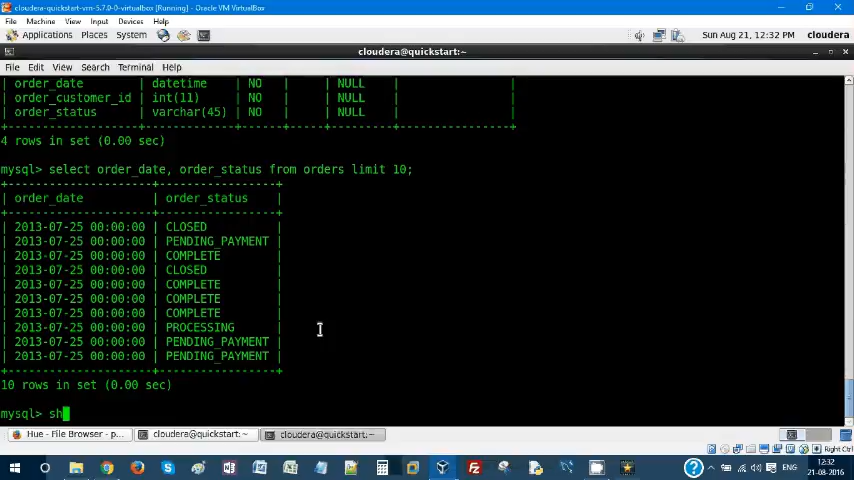 cloudera-quickstart-vm-5.7.0-0-virtualbox [Running] - Oracle VM VirtualBox
File Machine View Input Devices Help
Applications Places System Sun Aug 21, 12:32 PM cloudera
cloudera@quickstart:~
File Edit View Search Terminal Help
| order_date | datetime | NO | | NULL | |
| order_customer_id | int(11) | NO | | NULL | |
| order_status | varchar(45) | NO | | NULL | |
+-------------------+-------------+------+-----+---------+----------------+
4 rows in set (0.00 sec)
mysql> select order_date, order_status from orders limit 10;
+---------------------+-----------------+
| order_date | order_status |
+---------------------+-----------------+
| 2013-07-25 00:00:00 | CLOSED |
| 2013-07-25 00:00:00 | PENDING_PAYMENT |
| 2013-07-25 00:00:00 | COMPLETE |
| 2013-07-25 00:00:00 | CLOSED |
| 2013-07-25 00:00:00 | COMPLETE |
| 2013-07-25 00:00:00 | COMPLETE |
| 2013-07-25 00:00:00 | COMPLETE |
| 2013-07-25 00:00:00 | PROCESSING |
| 2013-07-25 00:00:00 | PENDING_PAYMENT |
| 2013-07-25 00:00:00 | PENDING_PAYMENT |
+---------------------+-----------------+
10 rows in set (0.00 sec)
mysql> sh
Hue - File Browser - p... cloudera@quickstart:~ cloudera@quickstart:~
Right Ctrl
ENG 12:32
21-08-2016